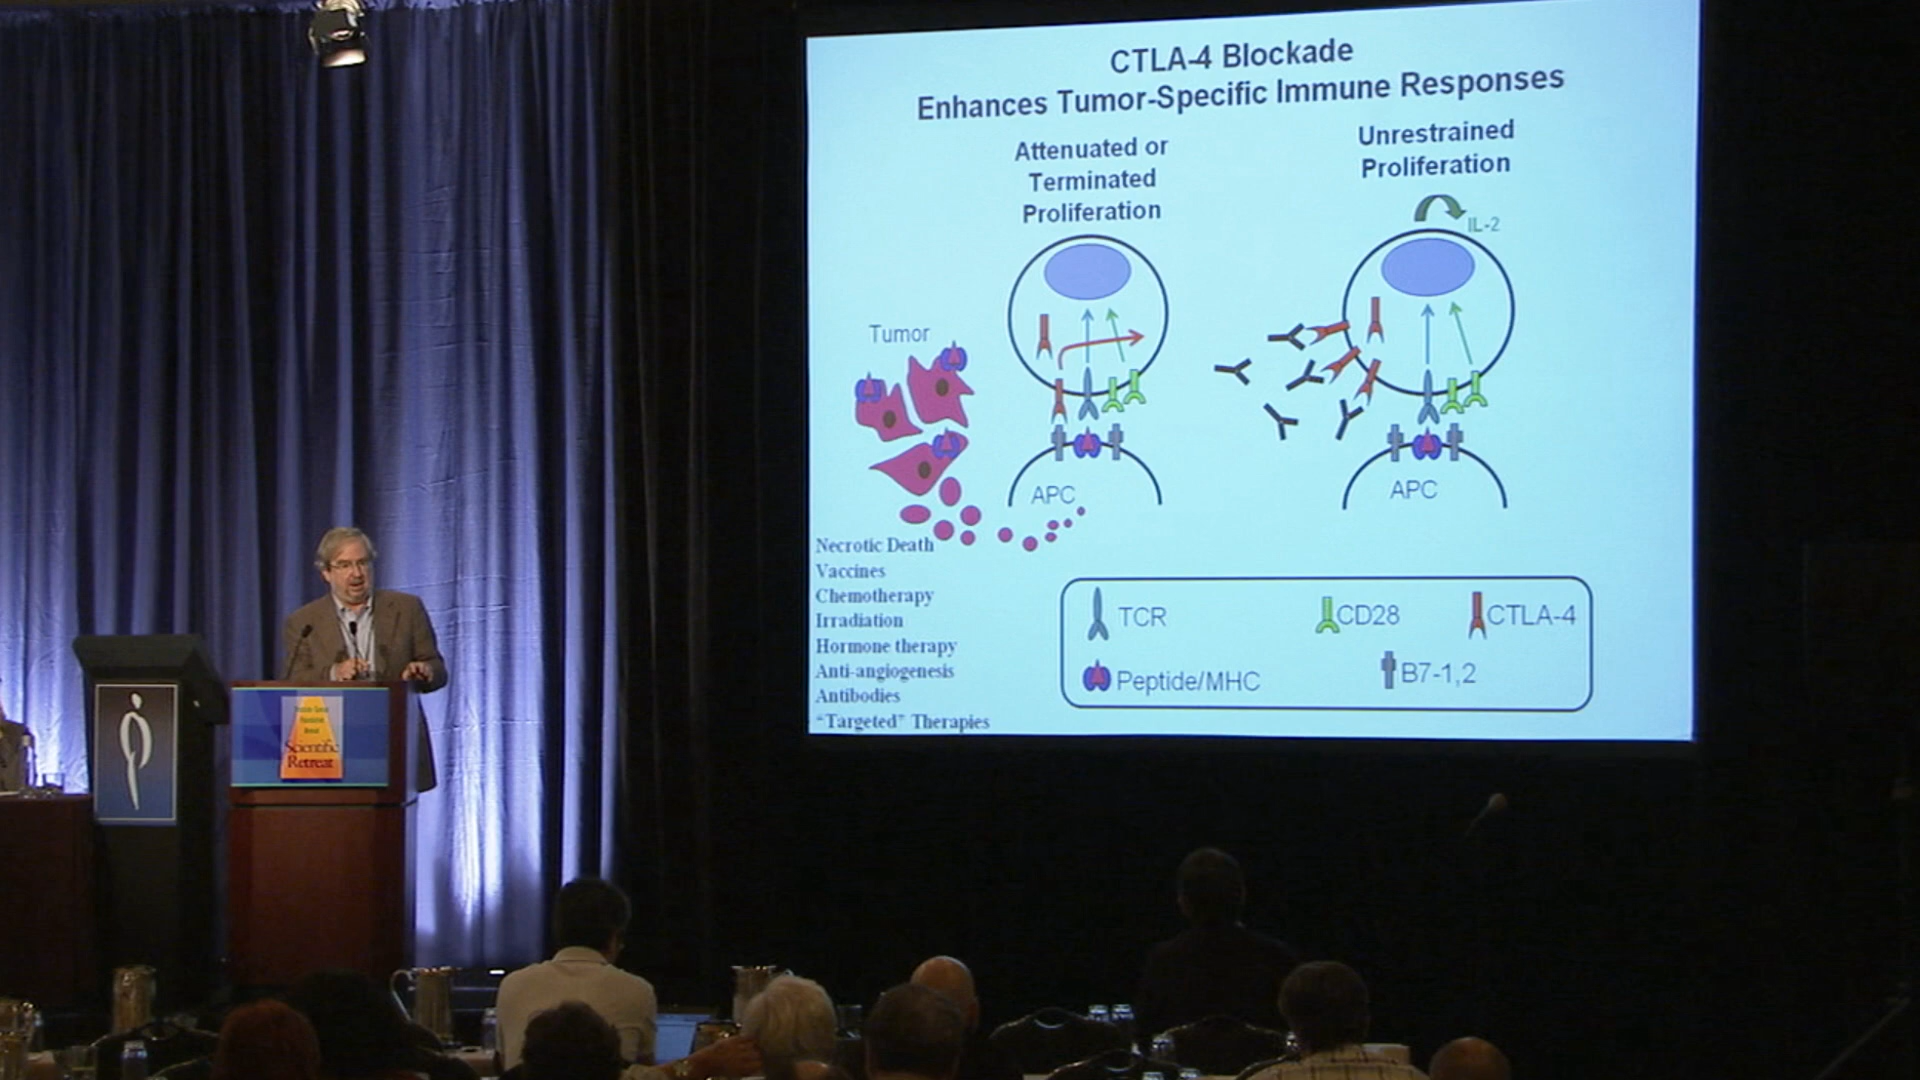 CTLA-4 Blockade
Enhances Tumor-Specific Immune Responses
Attenuated or
Terminated
Proliferation
Unrestrained
Proliferation
IL-2
Tumor
APC
APC
Necrotic Death
Vaccines
Chemotherapy
Irradiation
Hormone therapy
Anti-angiogenesis
Antibodies
“Targeted” Therapies
TCR
CD28
CTLA-4
Peptide/MHC
B7-1,2
Scientific
Retreat